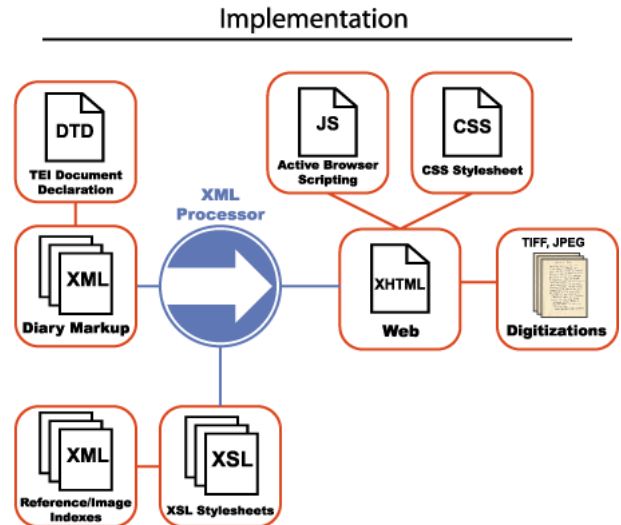 Implementation
DTD
TEI Document
Declaration
JS
Active Browser
Scripting
CSS
CSS Stylesheet
XML
Processor
XML
Diary Markup
XHTML
Web
TIFF, JPEG
Digitizations
XML
Reference/Image
Indexes
XSL
XSL Stylesheets